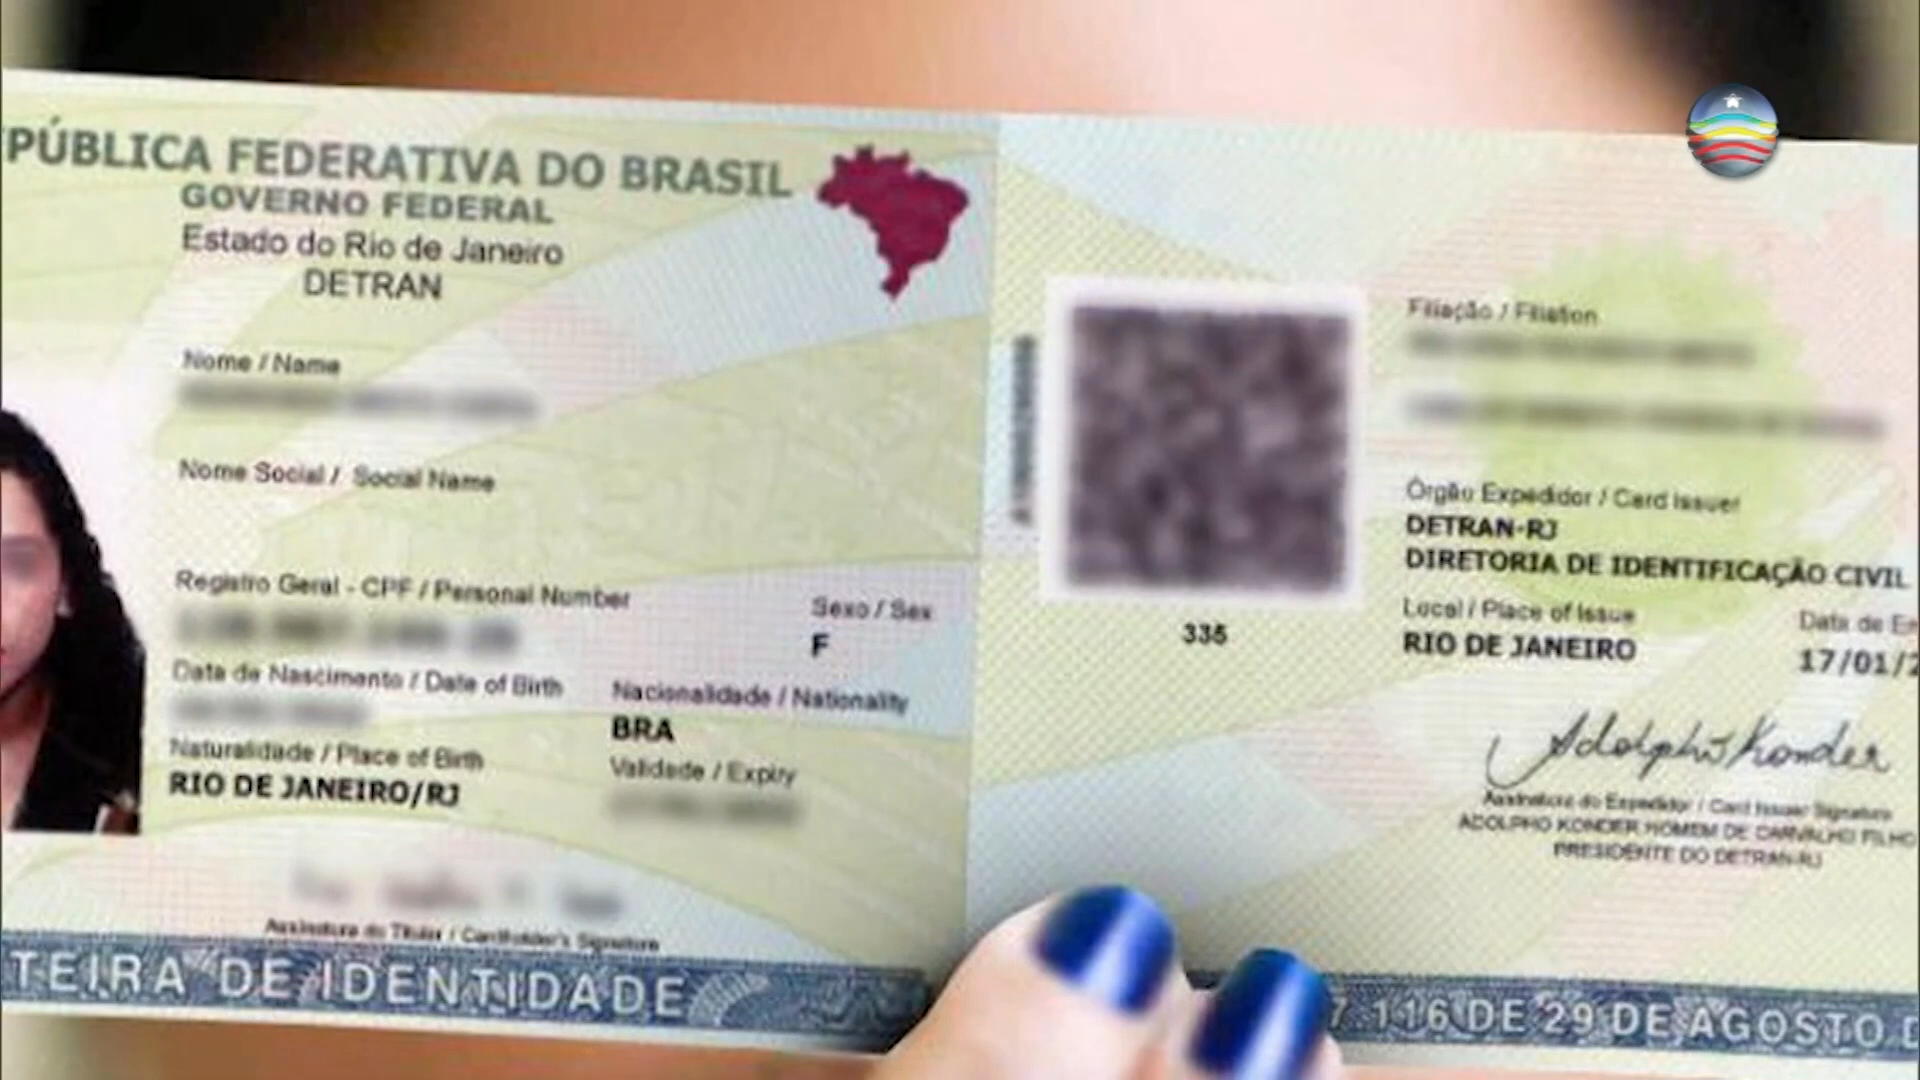 PÚBLICA FEDERATIVA DO BRASIL
GOVERNO FEDERAL
Estado do Rio de Janeiro
DETRAN
Nome / Name
Nome Social / Social Name
Registro Geral - CPF / Personal Number
Sexo / Sex
F
Data de Nascimento / Date of Birth
Nacionalidade / Nationality
BRA
Naturalidade / Place of Birth
RIO DE JANEIRO/RJ
Validade / Expiry
Assinatura do Titular / Cardholder's Signature
TEIRA DE IDENTIDADE
335
Filiação / Filiation
Órgão Expedidor / Card Issuer
DETRAN-RJ
DIRETORIA DE IDENTIFICAÇÃO CIVIL
Local / Place of Issue
RIO DE JANEIRO
Data de E
17/01/2
Adolpho Konder
Assinatura do Expedidor / Card Issuer Signature
ADOLPHO KONDER HOMEM DE CARVALHO FILHO
PRESIDENTE DO DETRAN-RJ
7.116 DE 29 DE AGOSTO D